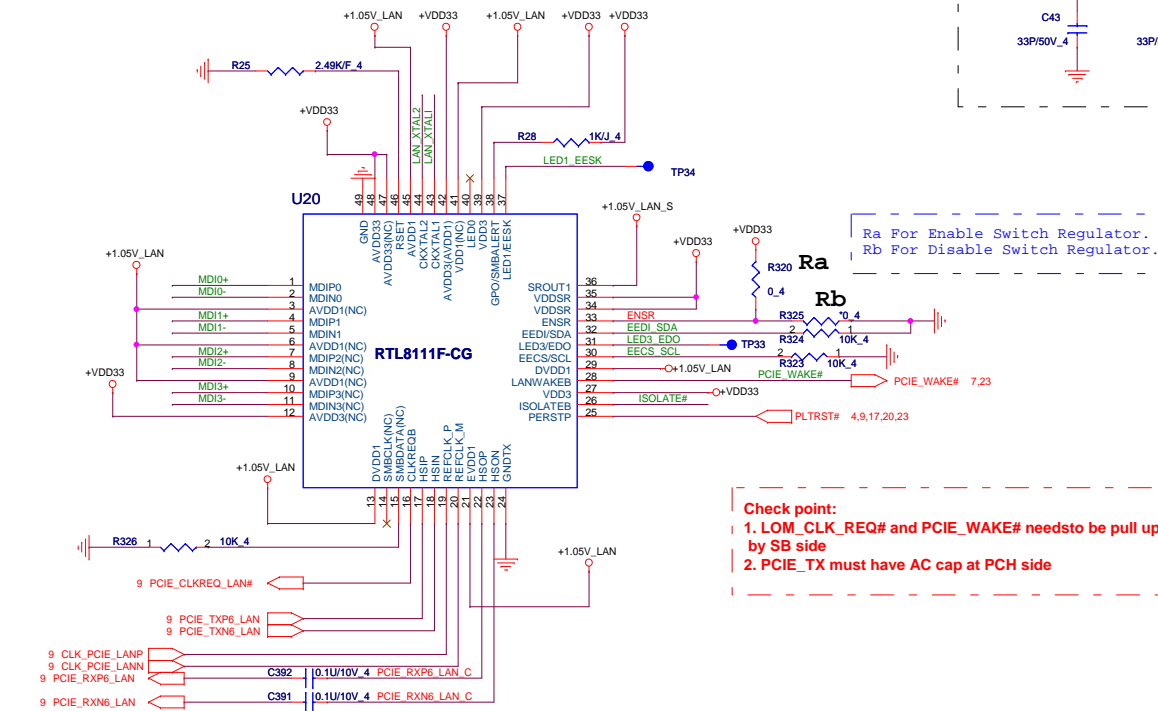 C43
33P/50V_4
33P/
+1.05V_LAN
+VDD33
+1.05V_LAN
+VDD33
+VDD33
R25
2.49K/F_4
+VDD33
LAN_XTAL2
LAN_XTALI
R28
1K/J_4
LED1_EESK
TP34
U20
49
48
47
46
45
44
43
42
41
40
39
38
37
GND
AVDD33
AVDD33(NC)
RSET
AVDD1
CKXTAL2
CKXTAL1
AVDD3(AVDD1)
VDD1(NC)
LED0
VDD3
GPO/SMBALERT
LED1/EESK
+1.05V_LAN_S
+VDD33
+VDD33
Ra For Enable Switch Regulator.
Rb For Disable Switch Regulator.
R320
Ra
0_4
Rb
+1.05V_LAN
MDI0+ 1 MDIP0
MDI0- 2 MDIN0
3 AVDD1(NC)
MDI1+ 4 MDIP1
MDI1- 5 MDIN1
6 AVDD1(NC)
MDI2+ 7 MDIP2(NC)
MDI2- 8 MDIN2(NC)
9 AVDD1(NC)
MDI3+ 10 MDIP3(NC)
MDI3- 11 MDIN3(NC)
12 AVDD3(NC)
+VDD33
RTL8111F-CG
SROUT1 36
VDDSR 35
VDDSR 34
ENSR 33 ENSR
EEDI/SDA 32 EEDI_SDA
LED3/EDO 31 LED3_EDO
EECS/SCL 30 EECS_SCL
DVDD1 29 +1.05V_LAN
LANWAKEB 28 PCIE_WAKE#
VDD3 27 +VDD33
ISOLATEB 26 ISOLATE#
PERSTP 25
R325 *0_4
2 R324 1 10K_4
TP33
2 R323 1 10K_4
PCIE_WAKE# 7,23
PLTRST# 4,9,17,20,23
DVDD1
SMBCLK(NC)
SMBDATA(NC)
CLKREQB
HSIP
HSIN
REFCLK_P
REFCLK_M
EVDD1
HSOP
HSON
GNDTX
13
14
15
16
17
18
19
20
21
22
23
24
+1.05V_LAN
R326 1 2 10K_4
+1.05V_LAN
Check point:
1. LOM_CLK_REQ# and PCIE_WAKE# needsto be pull up
by SB side
2. PCIE_TX must have AC cap at PCH side
9 PCIE_CLKREQ_LAN#
9 PCIE_TXP6_LAN
9 PCIE_TXN6_LAN
9 CLK_PCIE_LANP
9 CLK_PCIE_LANN
9 PCIE_RXP6_LAN C392 0.1U/10V_4 PCIE_RXP6_LAN_C
9 PCIE_RXN6_LAN C391 0.1U/10V_4 PCIE_RXN6_LAN_C